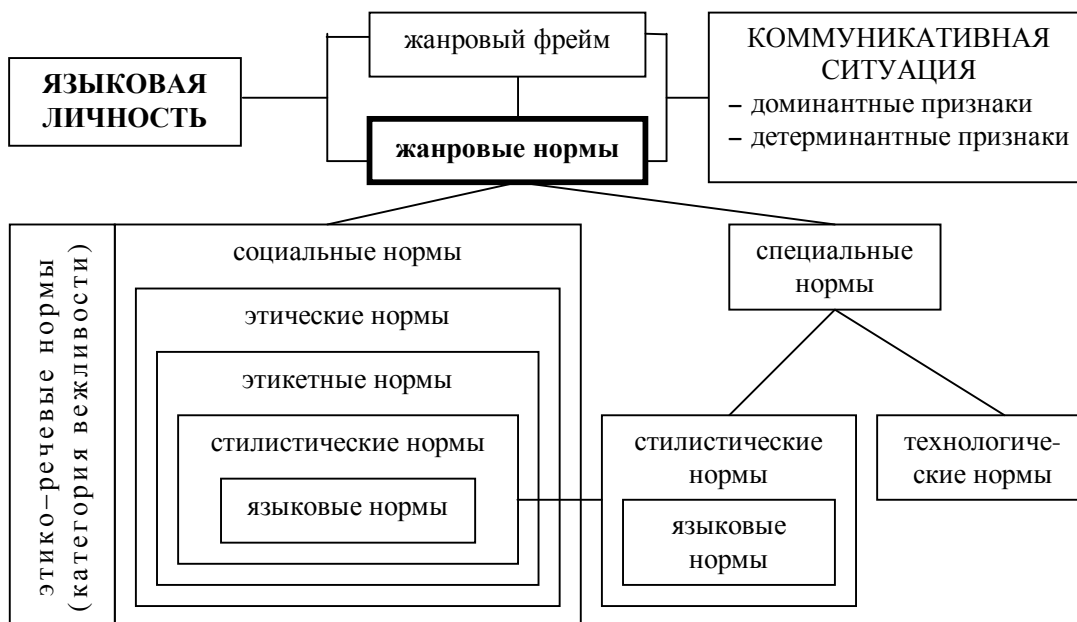 жанровый фрейм
КОММУНИКАТИВНАЯ
СИТУАЦИЯ
– доминантные признаки
– детерминантные признаки
ЯЗЫКОВАЯ
ЛИЧНОСТЬ
жанровые нормы
этико–речевые нормы
(категория вежливости)
социальные нормы
этические нормы
этикетные нормы
стилистические нормы
языковые нормы
специальные
нормы
стилистические
нормы
языковые
нормы
технологиче-
ские нормы